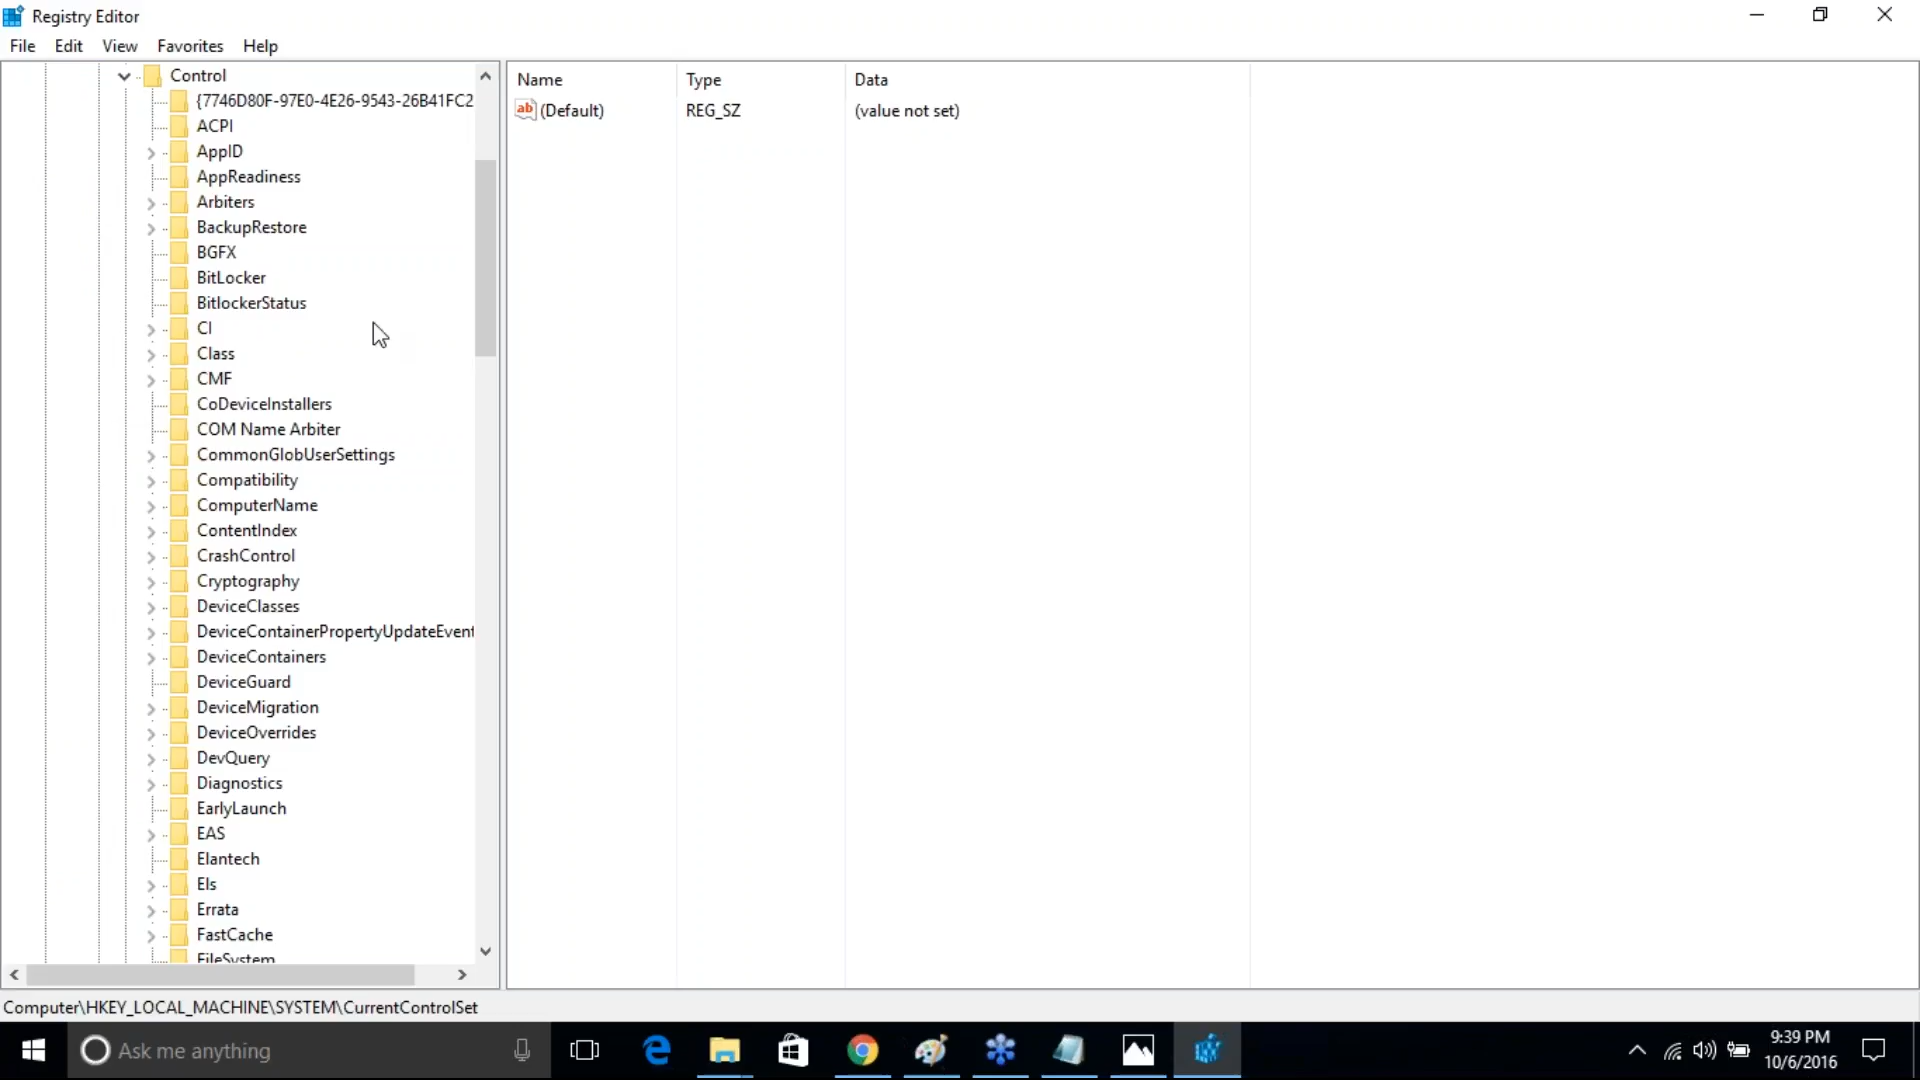 Registry Editor
File Edit View Favorites Help
Control
{7746D80F-97E0-4E26-9543-26B41FC2
ACPI
AppID
AppReadiness
Arbiters
BackupRestore
BGFX
BitLocker
BitlockerStatus
CI
Class
CMF
CoDeviceInstallers
COM Name Arbiter
CommonGlobUserSettings
Compatibility
ComputerName
ContentIndex
CrashControl
Cryptography
DeviceClasses
DeviceContainerPropertyUpdateEvent
DeviceContainers
DeviceGuard
DeviceMigration
DeviceOverrides
DevQuery
Diagnostics
EarlyLaunch
EAS
Elantech
Els
Errata
FastCache
FileSystem
Name Type Data
ab (Default) REG_SZ (value not set)
Computer\HKEY_LOCAL_MACHINE\SYSTEM\CurrentControlSet
Ask me anything
9:39 PM
10/6/2016